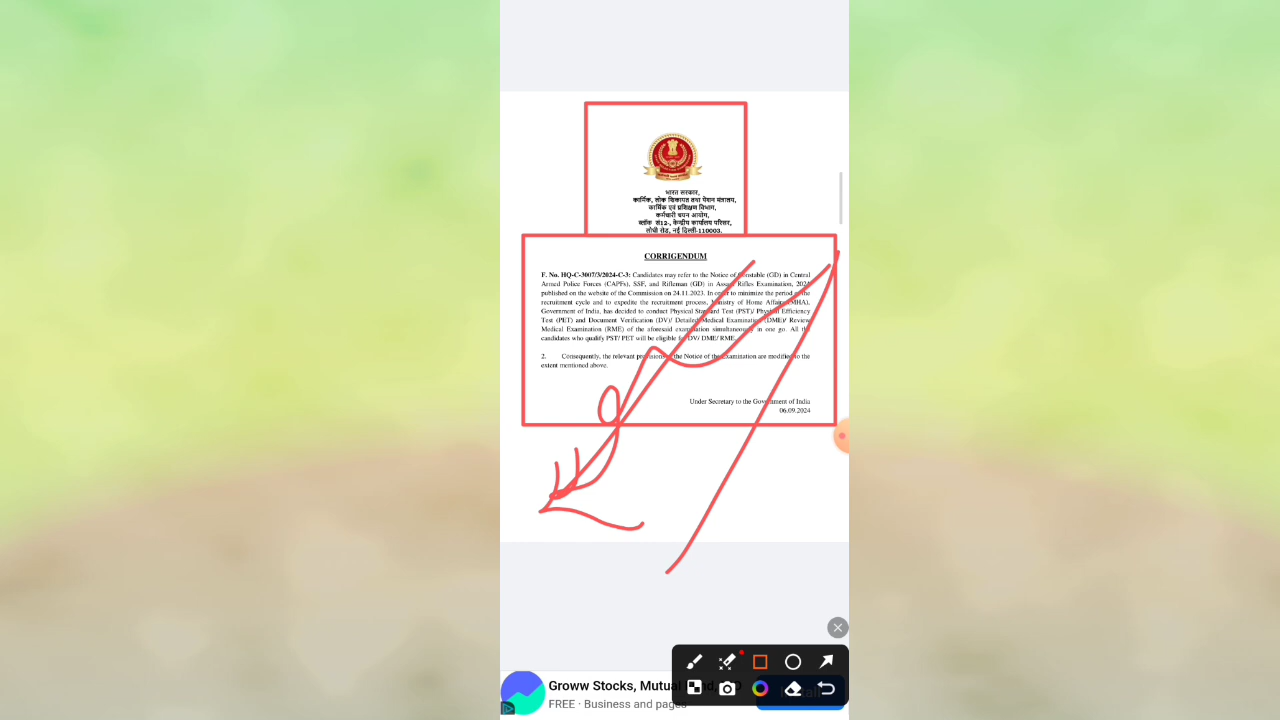 भारत सरकार,
कार्मिक, लोक शिकायत तथा पेंशन मंत्रालय,
कार्मिक एवं प्रशिक्षण विभाग,
कर्मचारी चयन आयोग,
ब्लॉक सं12-, केन्द्रीय कार्यालय परिसर,
लोधी रोड, नई दिल्ली-110003.
CORRIGENDUM
F. No. HQ-C-3007/3/2024-C-3: Candidates may refer to the Notice of Constable (GD) in Central
Armed Police Forces (CAPFs), SSF, and Rifleman (GD) in Assam Rifles Examination, 2024
published on the website of the Commission on 24.11.2023. In order to minimize the period of the
recruitment cycle and to expedite the recruitment process, Ministry of Home Affairs (MHA),
Government of India, has decided to conduct Physical Standard Test (PST)/ Physical Efficiency
Test (PET) and Document Verification (DV)/ Detailed Medical Examination (DME)/ Review
Medical Examination (RME) of the aforesaid examination simultaneously in one go. All the
candidates who qualify PST/ PET will be eligible for DV/ DME/ RME.
2. Consequently, the relevant provisions of the Notice of the Examination are modified to the
extent mentioned above.
Under Secretary to the Government of India
06.09.2024
Groww Stocks, Mutual
FREE · Business and pages